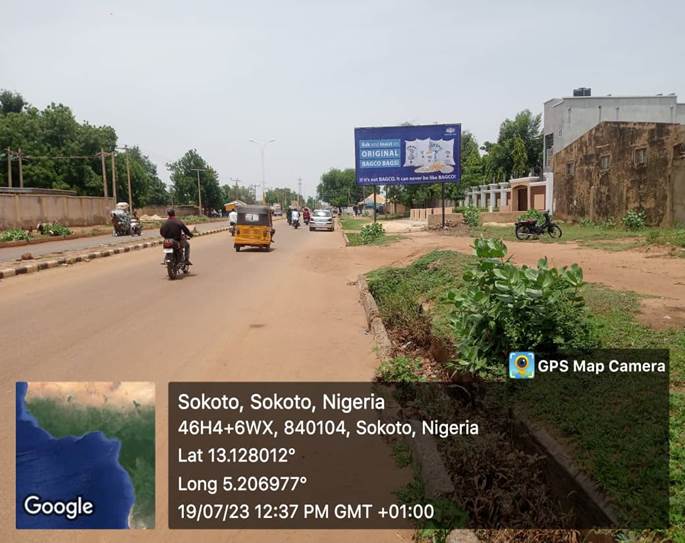 Ask and insist on
ORIGINAL
BAGCO BAGS!
If it's not BAGCO, it can never be like BAGCO!
GPS Map Camera
Sokoto, Sokoto, Nigeria
46H4+6WX, 840104, Sokoto, Nigeria
Lat 13.128012°
Long 5.206977°
19/07/23 12:37 PM GMT +01:00
Google